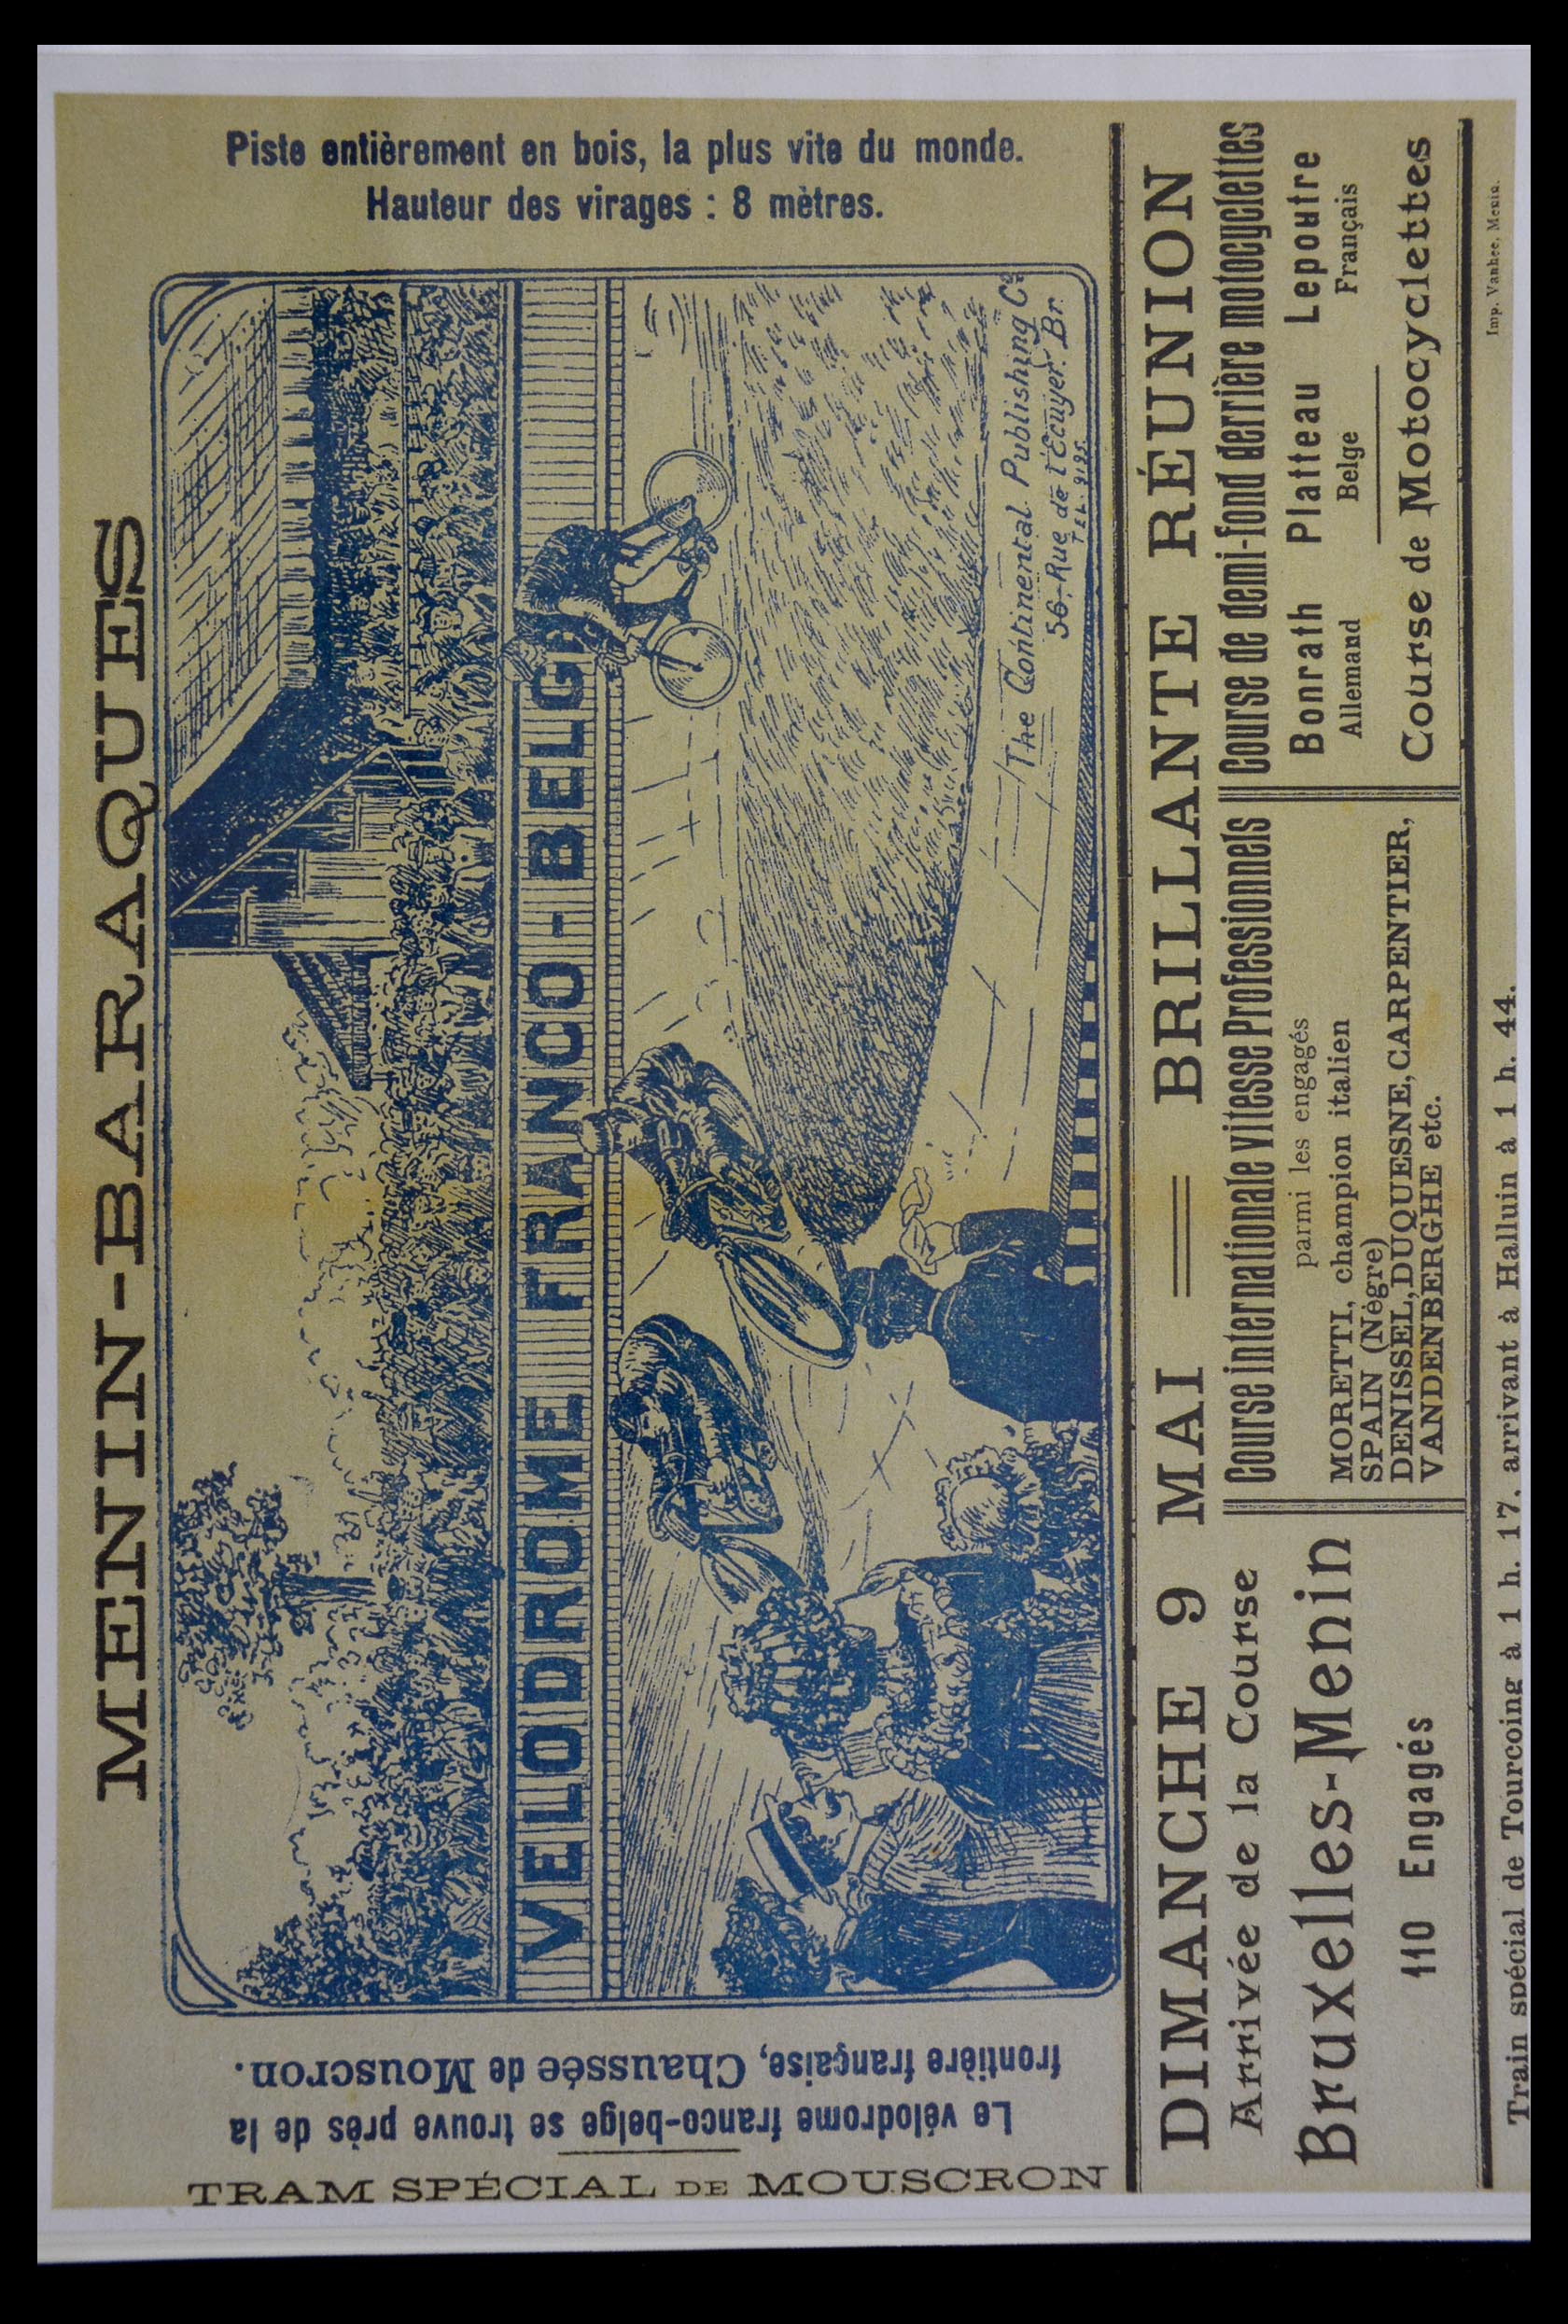 MENIN-BARAQUES
TRAM SPÉCIAL DE MOUSCRON
Le vélodrome franco-belge se trouve près de la
frontière française, Chaussée de Mouscron.
VELODROME FRANCO-BELGE
The Continental Publishing Co
56-Rue de l'Ecuyer. Br.
TEL. 9195
Piste entièrement en bois, la plus vite du monde.
Hauteur des virages : 8 mètres.
DIMANCHE 9 MAI = BRILLANTE RÉUNION
Arrivée de la Course
Bruxelles-Menin
110 Engagés
Course internationale vitesse Professionnels
parmi les engagés
MORETTI, champion italien
SPAIN (Nègre)
DENISSEL, DUQUESNE, CARPENTIER,
VANDENBERGHE etc.
Course de demi-fond derrière motocyclettes
Bonrath Platteau Lepoutre
Allemand Belge Français
Course de Motocyclettes
Train spécial de Tourcoing à 1 h. 17, arrivant à Halluin à 1 h. 44.
Imp. Vanhee, Menin.